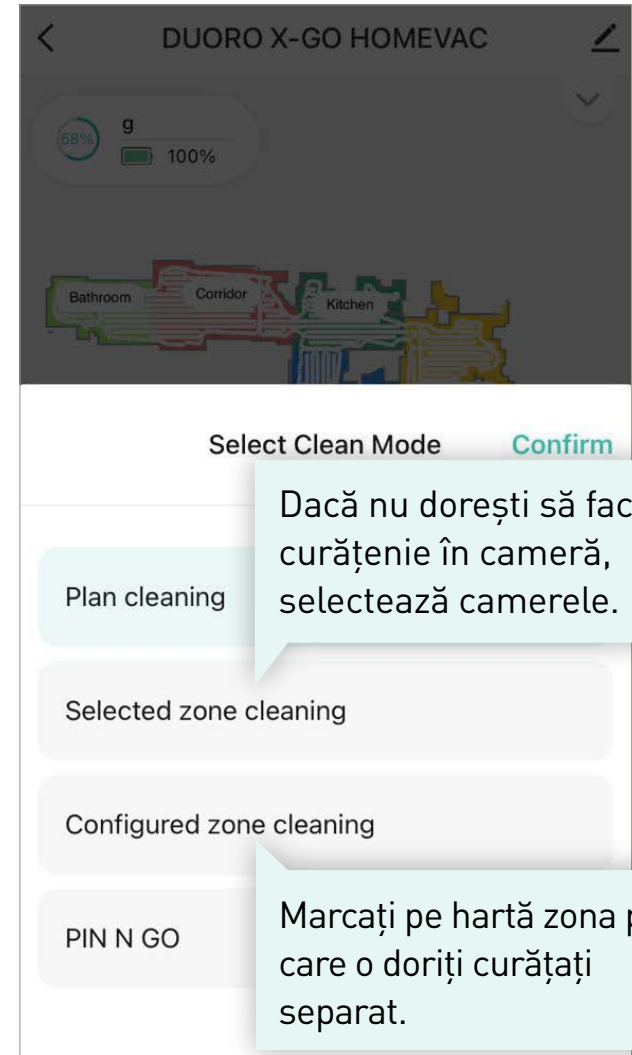 DUORO X-GO HOMEVAC
58%
g
100%
Bathroom
Corridor
Kitchen
Select Clean Mode
Confirm
Dacă nu dorești să fac
curățenie în cameră,
selectează camerele.
Plan cleaning
Selected zone cleaning
Configured zone cleaning
PIN N GO
Marcați pe hartă zona p
care o doriți curățați
separat.